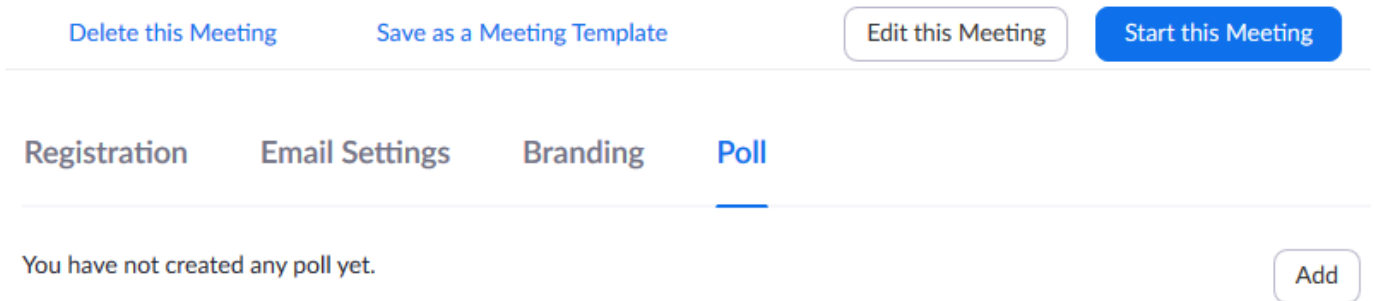 Delete this Meeting Save as a Meeting Template Edit this Meeting Start this Meeting
Registration Email Settings Branding Poll
You have not created any poll yet. Add